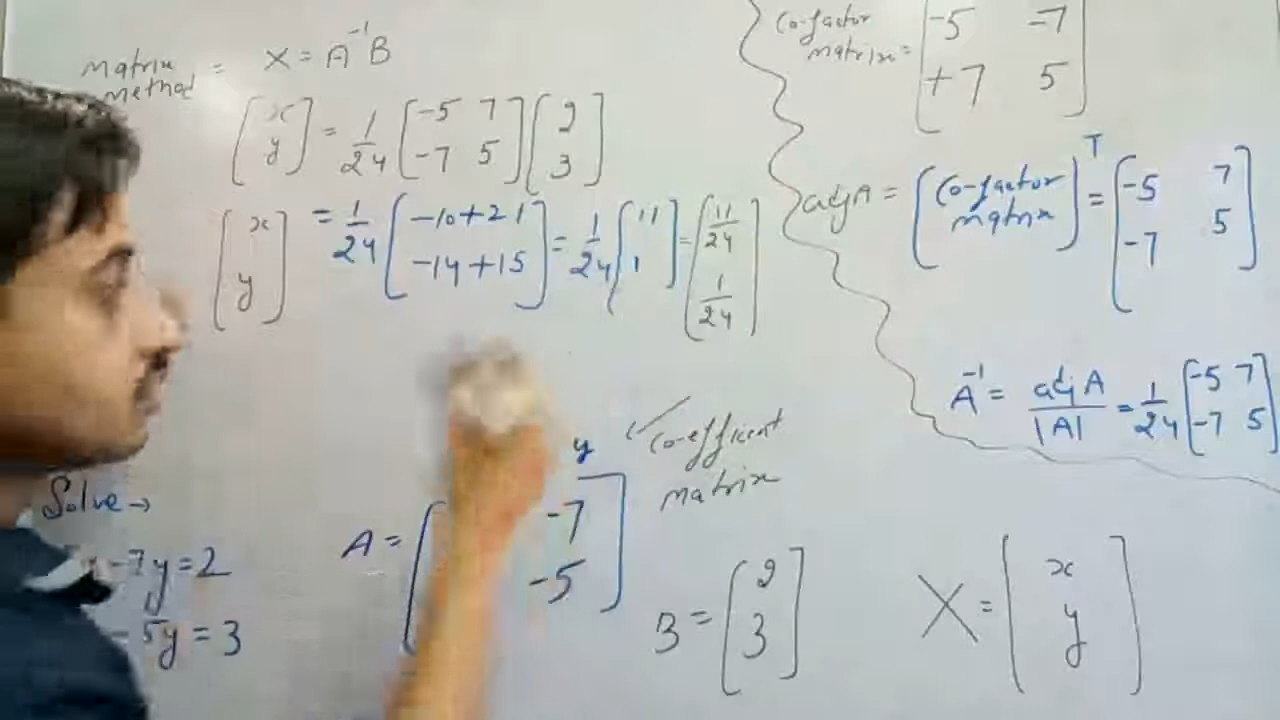 matrix method = X = A⁻¹B
[x y] = 1/24 [-5 7 -7 5] [2 3]
[x y] = 1/24 [-10+21 -14+15] = 1/24 [11 1] = [11/24 1/24]
Co-factor matrix = [-5 -7 +7 5]
adj A = [Co-factor matrix]ᵀ = [-5 7 -7 5]
A⁻¹ = adj A / |A| = 1/24 [-5 7 -7 5]
Solve →
-7y = 2
- 5y = 3
y
A = [ -7 -5]
Co-efficient matrix
B = [2 3]
X = [x y]